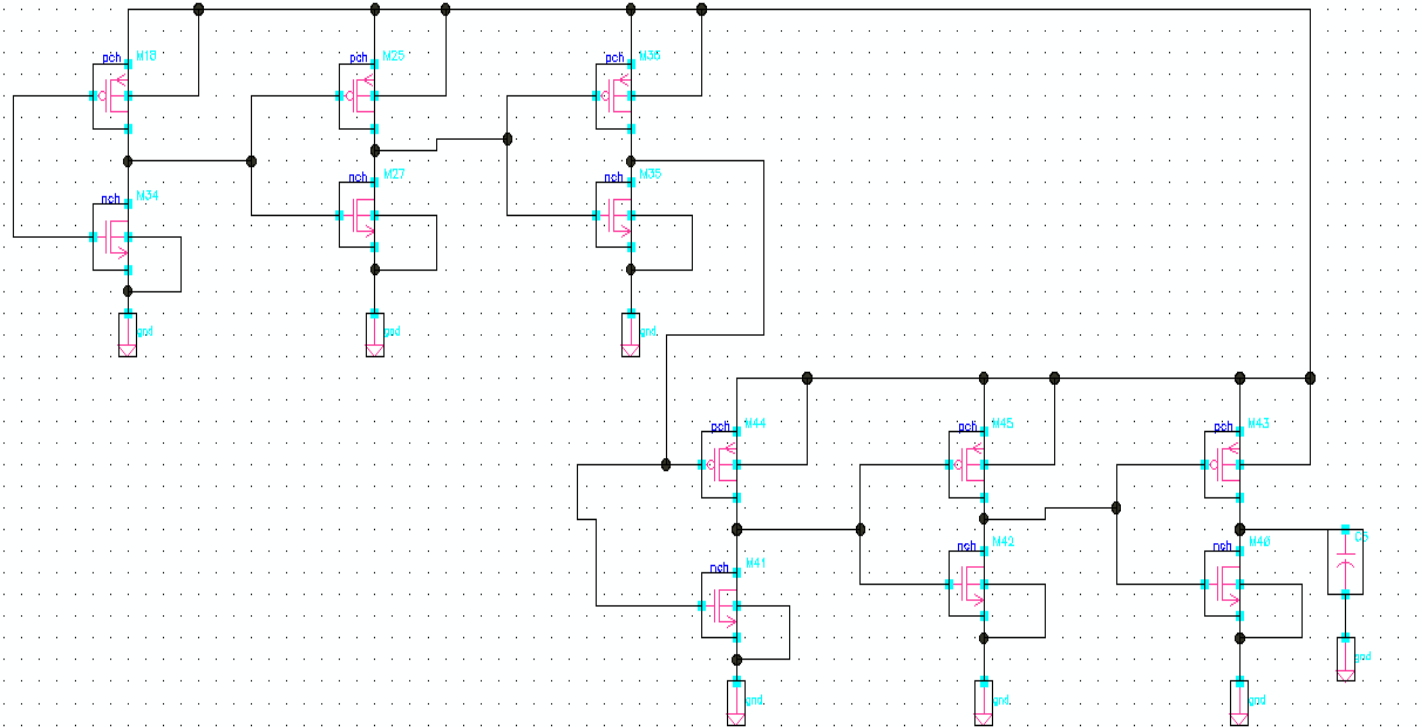 pch M18
pch M25
pch M36
nch M27
nch M35
nch M34
gnd
gnd
gnd
pch M44
pch M45
pch M43
nch M42
nch M40
nch M41
gnd
gnd
gnd
gnd